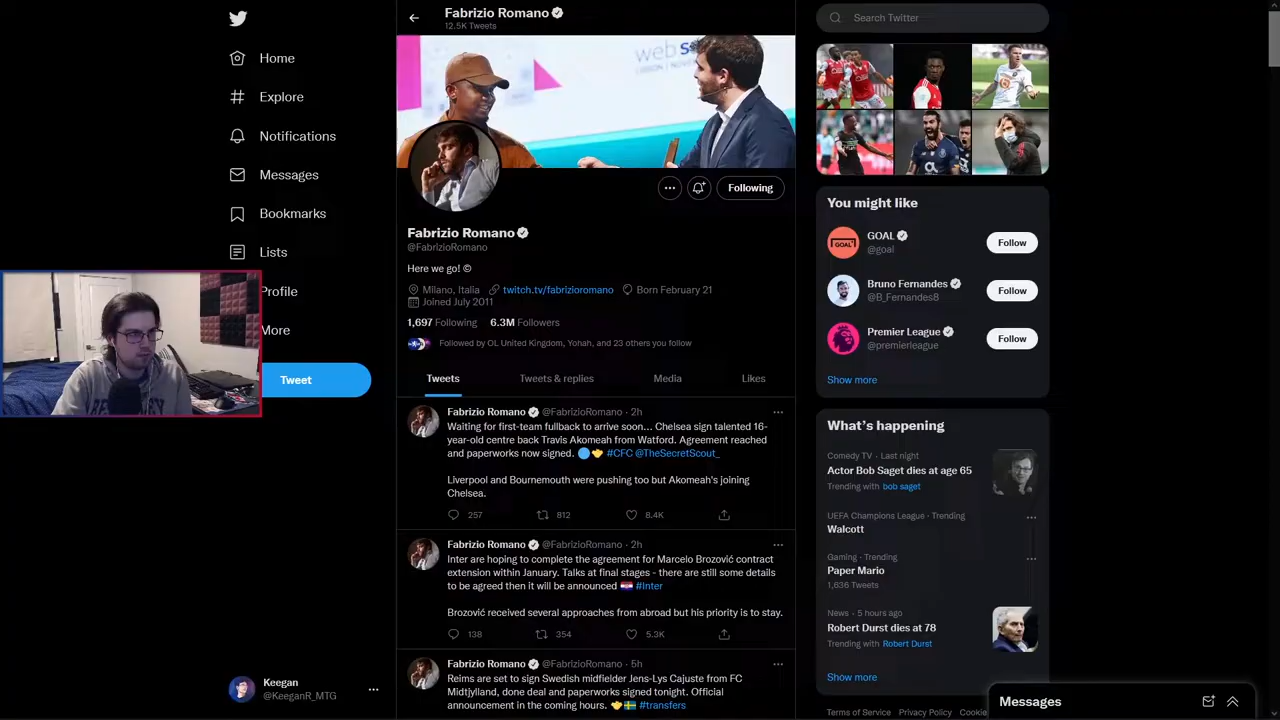 Home
Explore
Notifications
Messages
Bookmarks
Lists
Profile
More
Tweet
Keegan
@KeeganR_MTG
Fabrizio Romano
12.5K Tweets
web
Following
Fabrizio Romano
@FabrizioRomano
Here we go! ©
Milano, Italia twitch.tv/fabrizioromano Born February 21
Joined July 2011
1,697 Following 6.3M Followers
Followed by OL United Kingdom, Yohah, and 23 others you follow
Tweets Tweets & replies Media Likes
Fabrizio Romano @FabrizioRomano · 2h
Waiting for first-team fullback to arrive soon... Chelsea sign talented 16-
year-old centre back Travis Akomeah from Watford. Agreement reached
and paperworks now signed. 🔵🤝 #CFC @TheSecretScout_
Liverpool and Bournemouth were pushing too but Akomeah's joining
Chelsea.
257 812 8.4K
Fabrizio Romano @FabrizioRomano · 2h
Inter are hoping to complete the agreement for Marcelo Brozović contract
extension within January. Talks at final stages - there are still some details
to be agreed then it will be announced 🇭🇷 #Inter
Brozović received several approaches from abroad but his priority is to stay.
138 354 5.3K
Fabrizio Romano @FabrizioRomano · 5h
Reims are set to sign Swedish midfielder Jens-Lys Cajuste from FC
Midtjylland, done deal and paperworks signed tonight. Official
announcement in the coming hours. 🤝🇸🇪 #transfers
Search Twitter
You might like
GOAL
@goal
Follow
Bruno Fernandes
@B_Fernandes8
Follow
Premier League
@premierleague
Follow
Show more
What's happening
Comedy TV · Last night
Actor Bob Saget dies at age 65
Trending with bob saget
UEFA Champions League · Trending
Walcott
Gaming · Trending
Paper Mario
1,636 Tweets
News · 5 hours ago
Robert Durst dies at 78
Trending with Robert Durst
Show more
Terms of Service Privacy Policy Cookie
Messages